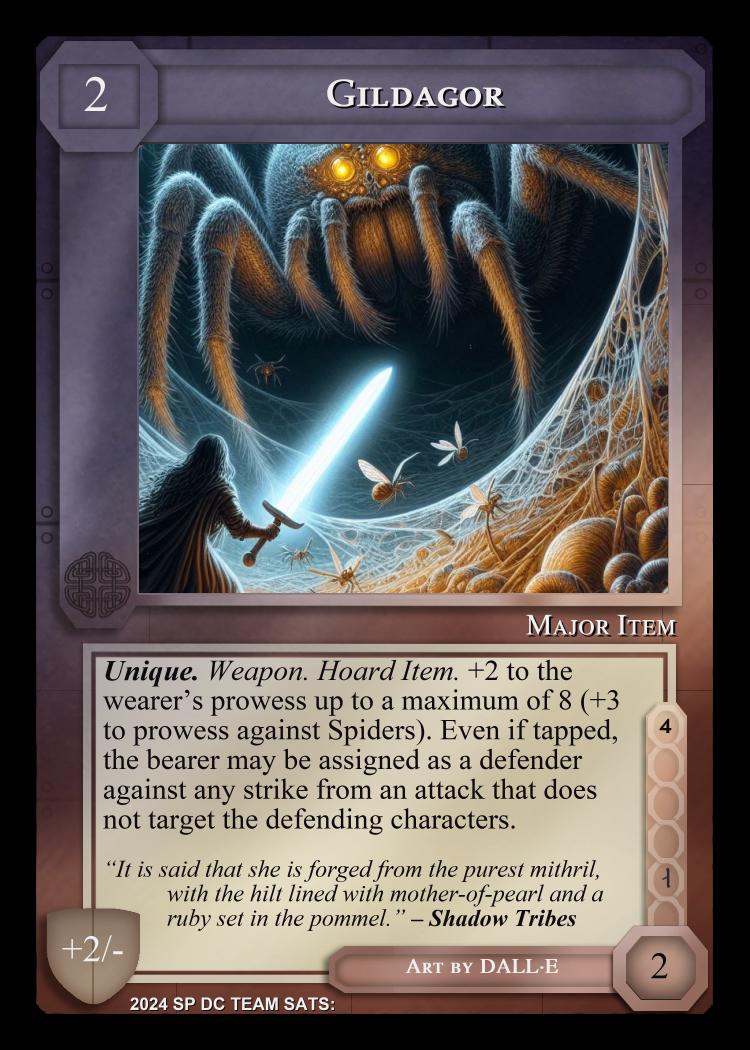 2
Gildagor
Major Item
Unique. Weapon. Hoard Item. +2 to the
wearer's prowess up to a maximum of 8 (+3
to prowess against Spiders). Even if tapped,
the bearer may be assigned as a defender
against any strike from an attack that does
not target the defending characters.
4
“It is said that she is forged from the purest mithril,
with the hilt lined with mother-of-pearl and a
ruby set in the pommel.” – Shadow Tribes
+2/-
Art by DALL·E
2
2024 SP DC TEAM SATS: